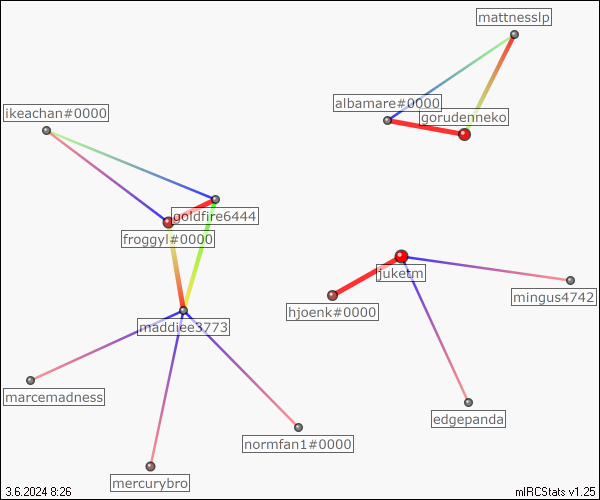 mattnesslp
ikeachan#0000
albamare#0000
gorudenneko
goldfire6444
froggyl#0000
juketm
mingus4742
hjoenk#0000
maddiee3773
marcemadness
edgepanda
normfan1#0000
mercurybro
3.6.2024 8:26
mIRCStats v1.25